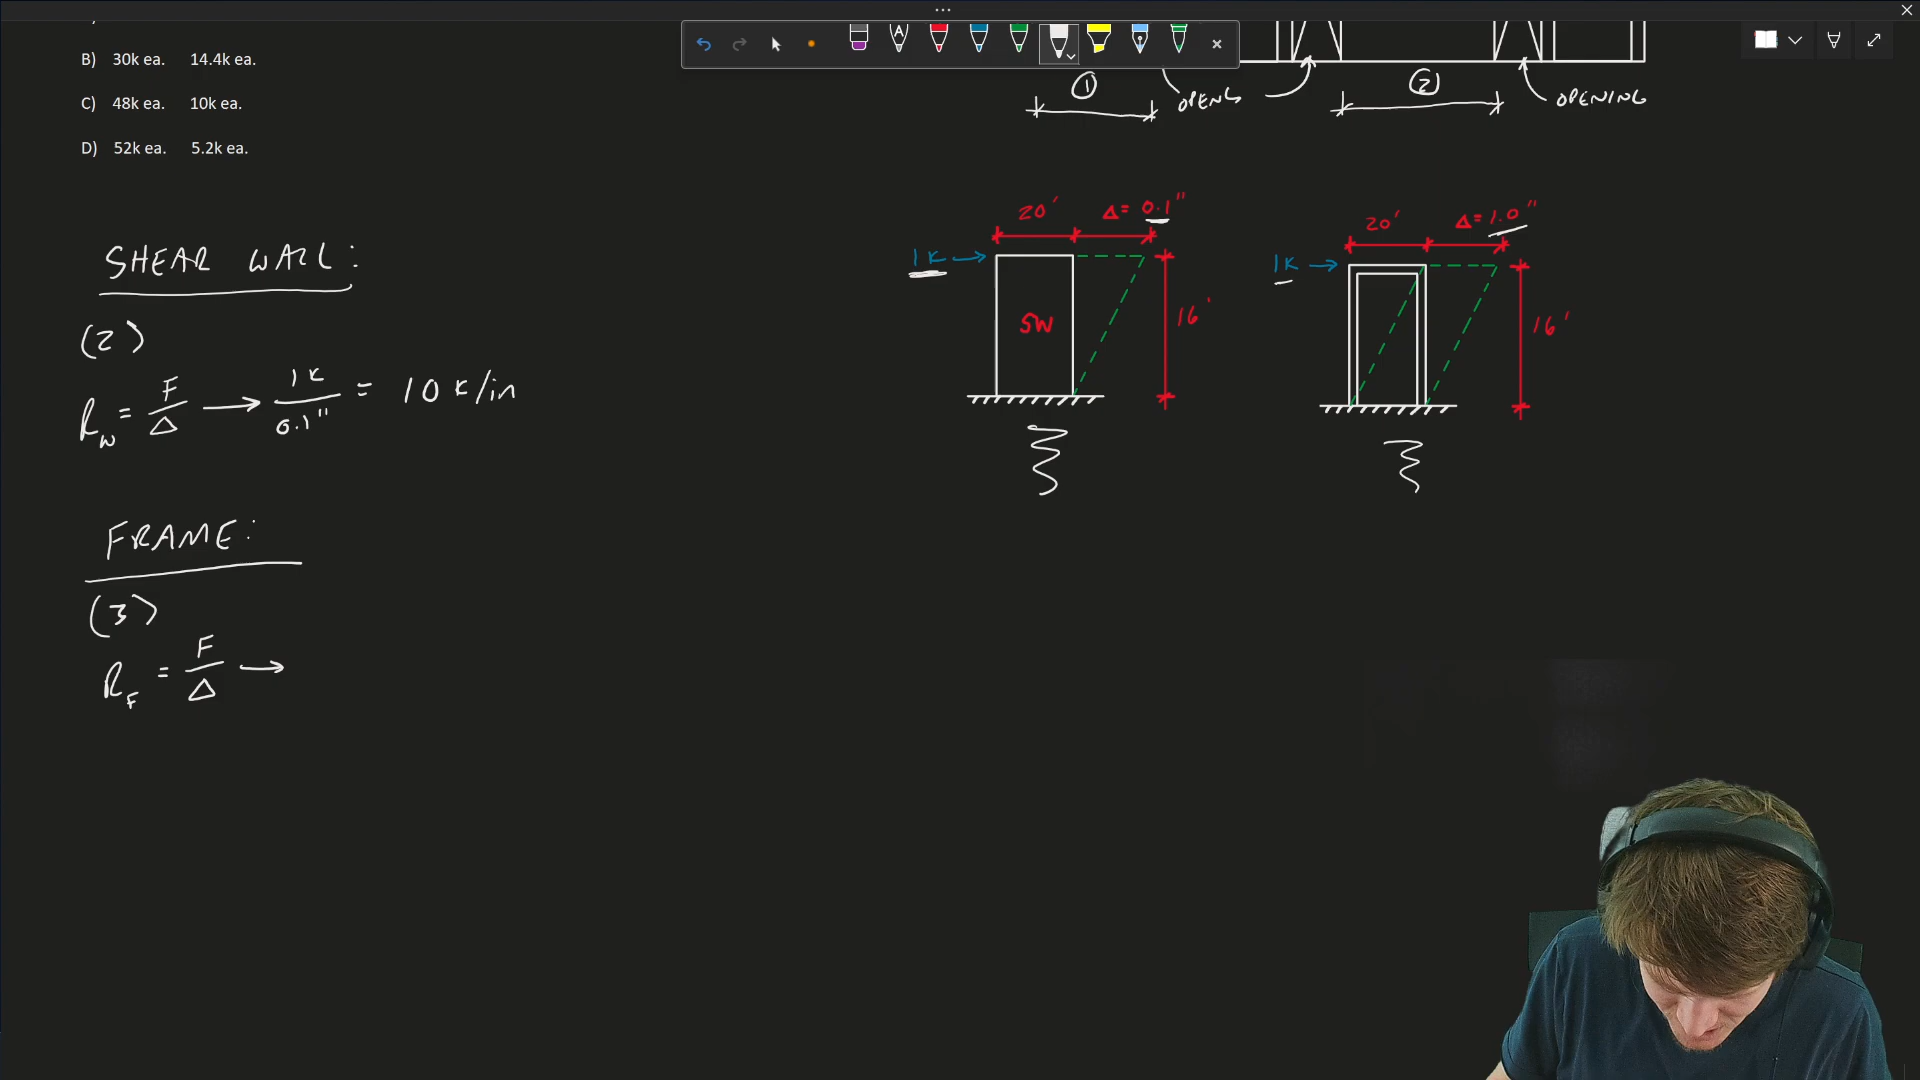 B) 30k ea. 14.4k ea.
C) 48k ea. 10k ea.
D) 52k ea. 5.2k ea.
1
OPENG
2
OPENING
20' Δ= 0.1"
1K →
SW
16'
20' Δ= 1.0"
1K →
16'
SHEAR WALL:
(2)
R_W = F/Δ → 1K/0.1" = 10 K/in
FRAME:
(3)
R_F = F/Δ →